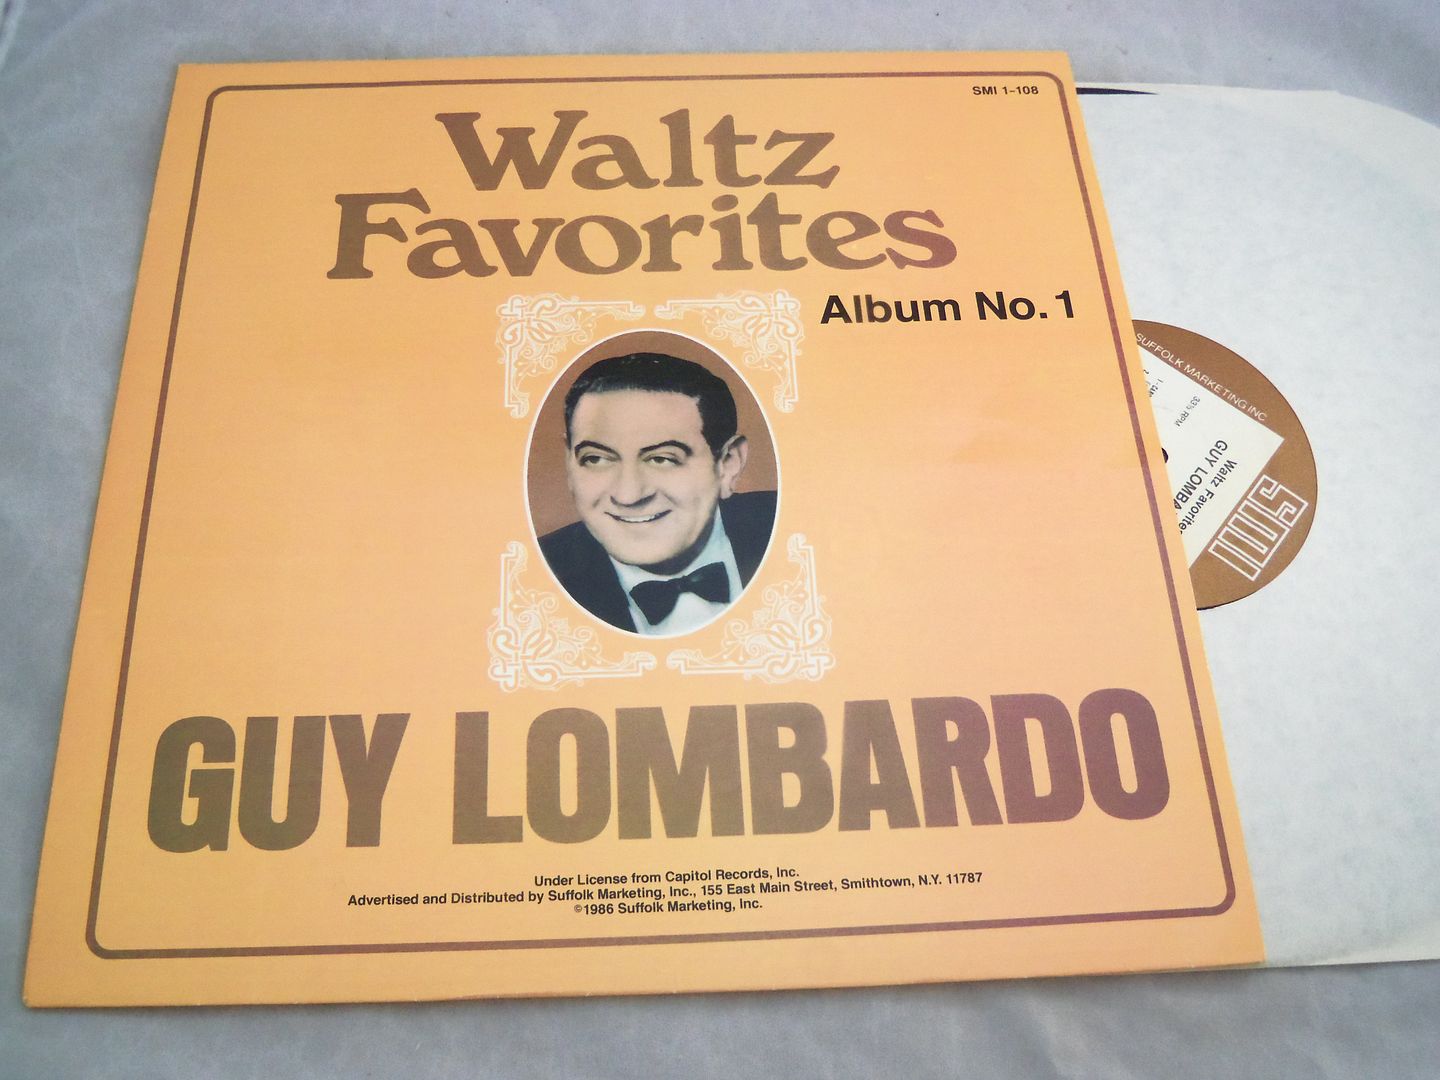 SMI 1-108
Waltz
Favorites
Album No. 1
GUY LOMBARDO
Under License from Capitol Records, Inc.
Advertised and Distributed by Suffolk Marketing, Inc., 155 East Main Street, Smithtown, N.Y. 11787
©1986 Suffolk Marketing, Inc.
SUFFOLK MARKETING INC.
33⅓ RPM
Waltz Favorites
GUY LOMBA
SMI